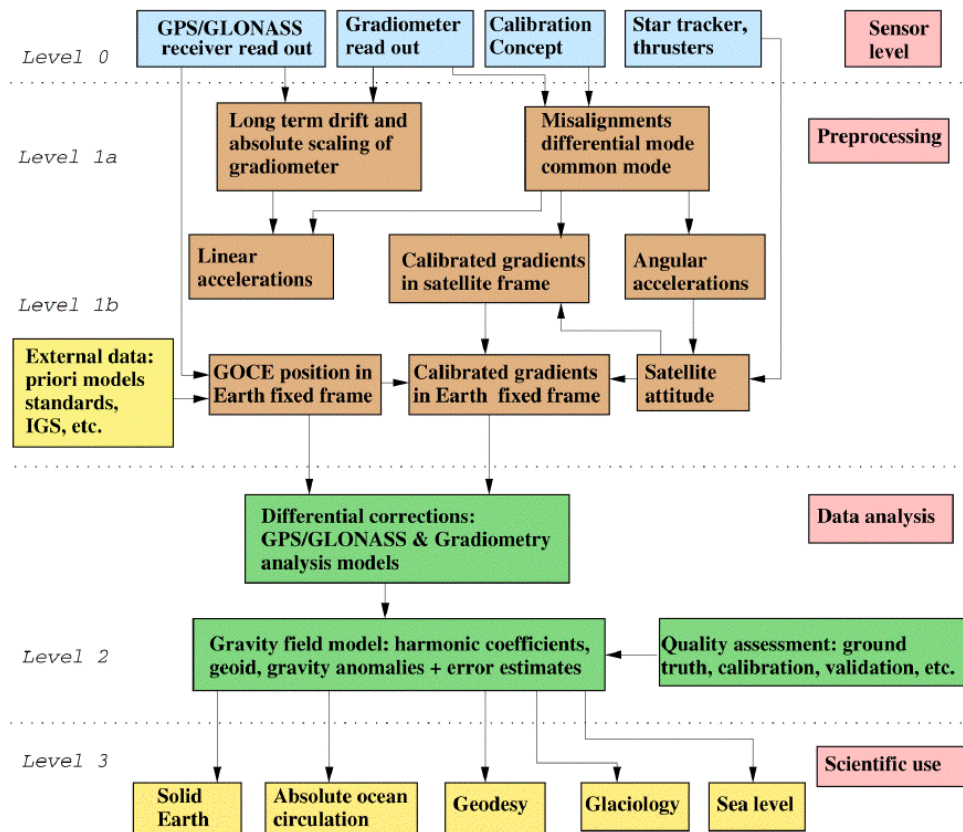 GPS/GLONASS
receiver read out
Gradiometer
read out
Calibration
Concept
Star tracker,
thrusters
Sensor
level
Level 0
Long term drift and
absolute scaling of
gradiometer
Misalignments
differential mode
common mode
Preprocessing
Level 1a
Linear
accelerations
Calibrated gradients
in satellite frame
Angular
accelerations
Level 1b
External data:
priori models
standards,
IGS, etc.
GOCE position in
Earth fixed frame
Calibrated gradients
in Earth fixed frame
Satellite
attitude
Differential corrections:
GPS/GLONASS & Gradiometry
analysis models
Data analysis
Level 2
Gravity field model: harmonic coefficients,
geoid, gravity anomalies + error estimates
Quality assessment: ground
truth, calibration, validation, etc.
Level 3
Scientific use
Solid
Earth
Absolute ocean
circulation
Geodesy
Glaciology
Sea level